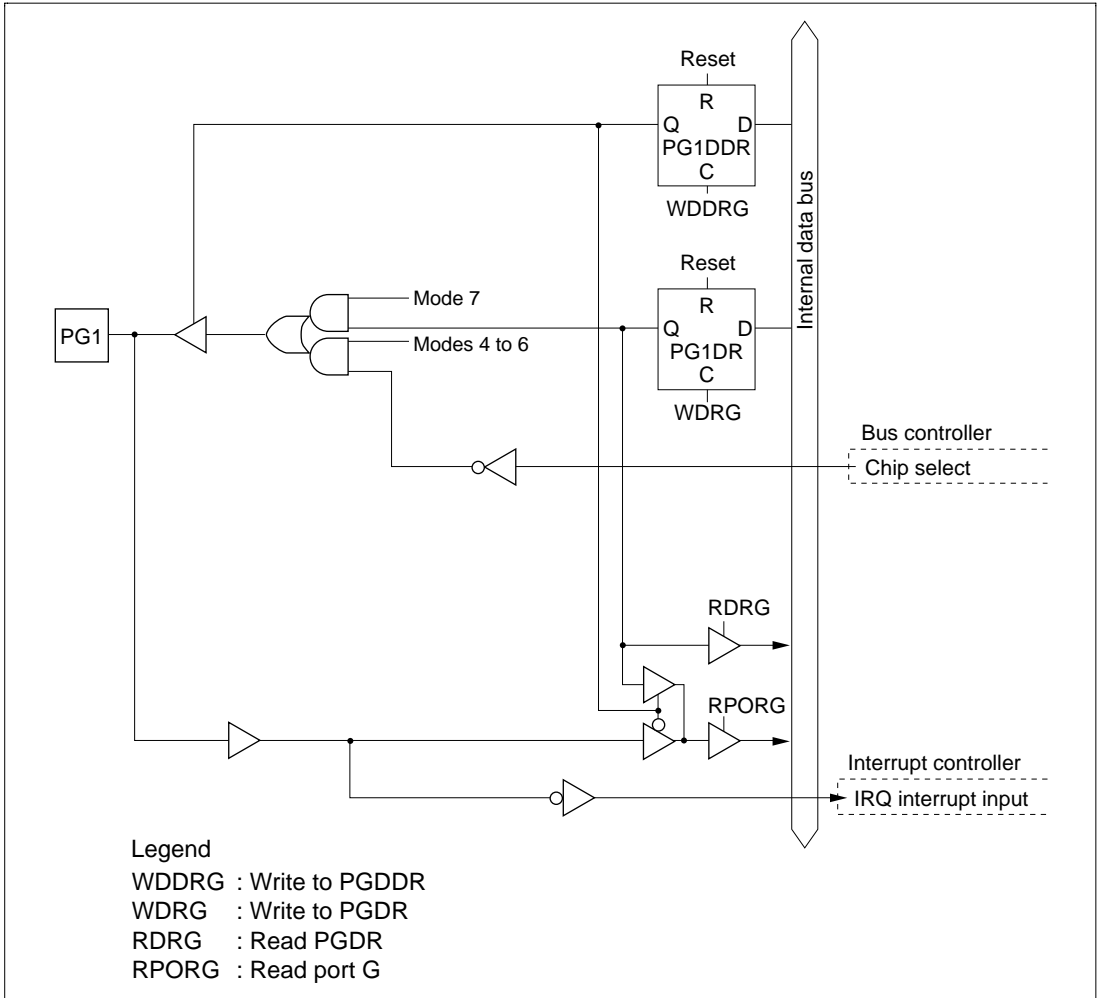 Reset
R
Q D
PG1DDR
C
WDDRG
Internal data bus
Reset
R
Q D
PG1DR
C
WDRG
Mode 7
PG1
Modes 4 to 6
Bus controller
Chip select
RDRG
RPORG
Interrupt controller
IRQ interrupt input
Legend
WDDRG : Write to PGDDR
WDRG : Write to PGDR
RDRG : Read PGDR
RPORG : Read port G